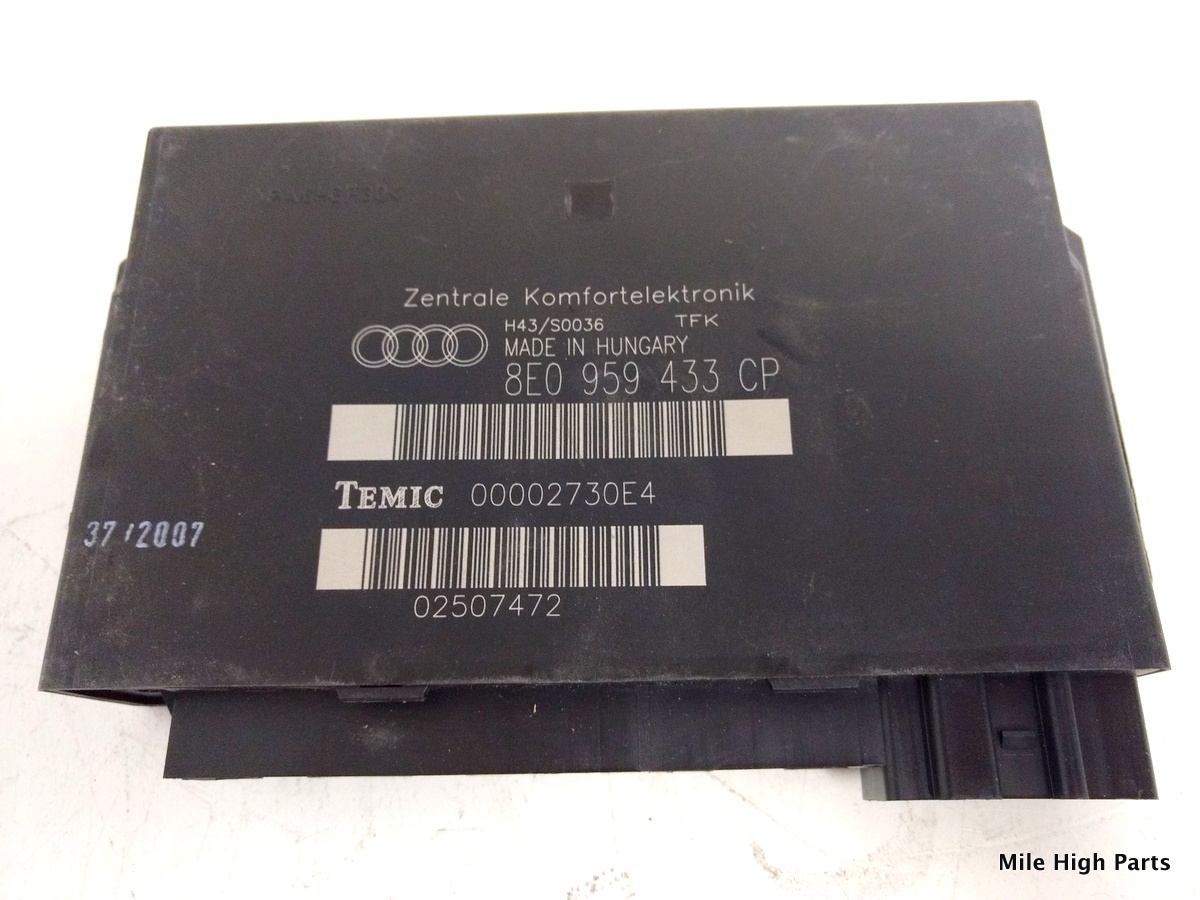 Zentrale Komfortelektronik
H43/S0036 TFK
MADE IN HUNGARY
8E0 959 433 CP
TEMIC 00002730E4
37/2007
02507472
Mile High Parts